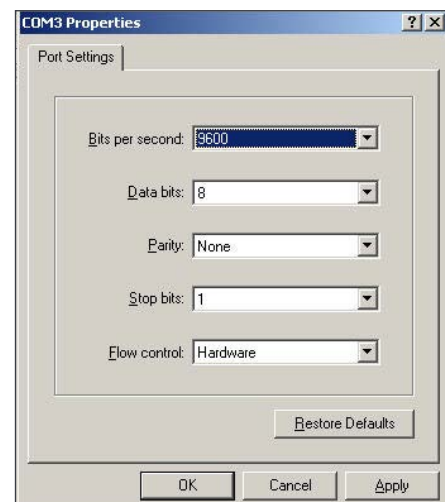 COM3 Properties
Port Settings
Bits per second: 9600
Data bits: 8
Parity: None
Stop bits: 1
Flow control: Hardware
Restore Defaults
OK Cancel Apply